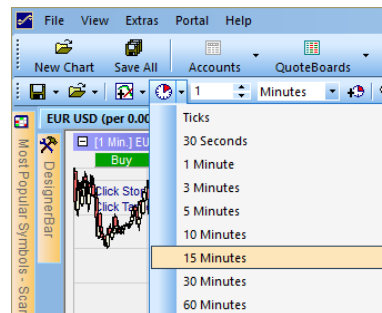 File View Extras Portal Help
New Chart Save All Accounts QuoteBoards
1 Minutes
EUR USD (per 0.00
[1 Min.] EU
Buy
Click Sto
Click Ta
Most Popular Symbols - Scar
DesignerBar
Ticks
30 Seconds
1 Minute
3 Minutes
5 Minutes
10 Minutes
15 Minutes
30 Minutes
60 Minutes